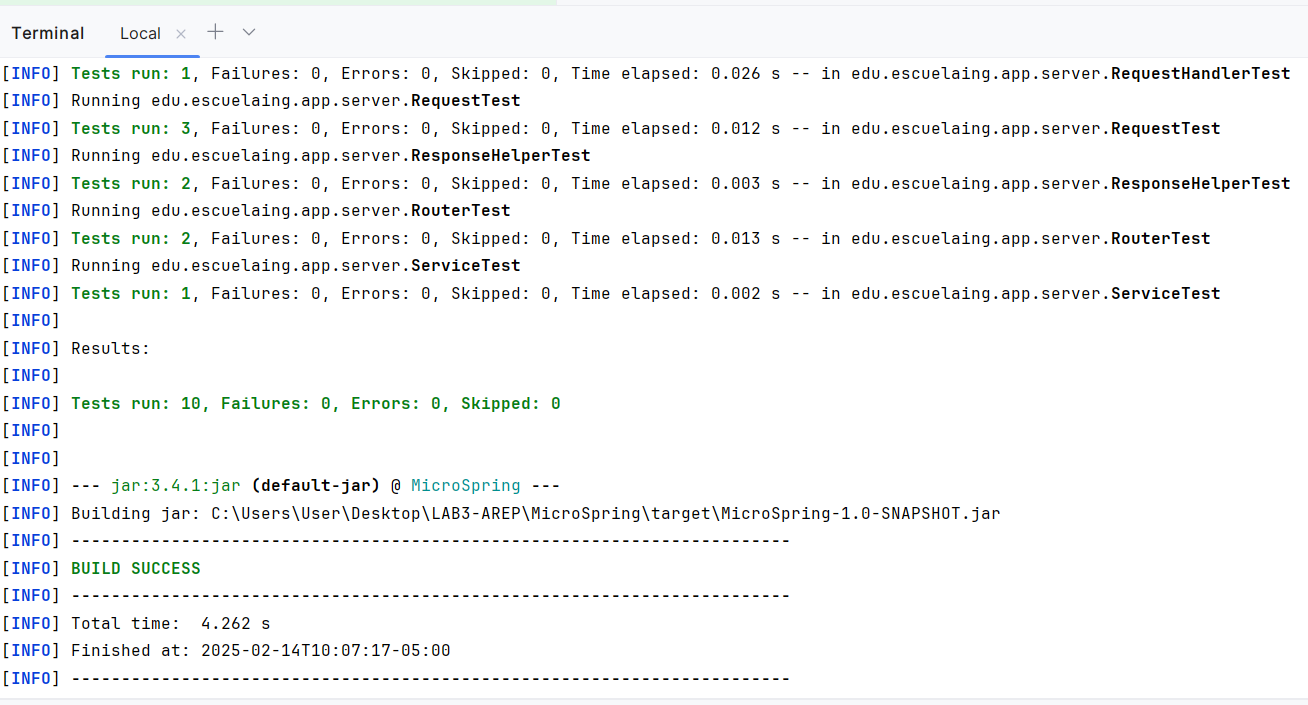 Terminal Local
[INFO] Tests run: 1, Failures: 0, Errors: 0, Skipped: 0, Time elapsed: 0.026 s -- in edu.escuelaing.app.server.RequestHandlerTest
[INFO] Running edu.escuelaing.app.server.RequestTest
[INFO] Tests run: 3, Failures: 0, Errors: 0, Skipped: 0, Time elapsed: 0.012 s -- in edu.escuelaing.app.server.RequestTest
[INFO] Running edu.escuelaing.app.server.ResponseHelperTest
[INFO] Tests run: 2, Failures: 0, Errors: 0, Skipped: 0, Time elapsed: 0.003 s -- in edu.escuelaing.app.server.ResponseHelperTest
[INFO] Running edu.escuelaing.app.server.RouterTest
[INFO] Tests run: 2, Failures: 0, Errors: 0, Skipped: 0, Time elapsed: 0.013 s -- in edu.escuelaing.app.server.RouterTest
[INFO] Running edu.escuelaing.app.server.ServiceTest
[INFO] Tests run: 1, Failures: 0, Errors: 0, Skipped: 0, Time elapsed: 0.002 s -- in edu.escuelaing.app.server.ServiceTest
[INFO]
[INFO] Results:
[INFO]
[INFO] Tests run: 10, Failures: 0, Errors: 0, Skipped: 0
[INFO]
[INFO]
[INFO] --- jar:3.4.1:jar (default-jar) @ MicroSpring ---
[INFO] Building jar: C:\Users\User\Desktop\LAB3-AREP\MicroSpring\target\MicroSpring-1.0-SNAPSHOT.jar
[INFO] ------------------------------------------------------------------------
[INFO] BUILD SUCCESS
[INFO] ------------------------------------------------------------------------
[INFO] Total time:  4.262 s
[INFO] Finished at: 2025-02-14T10:07:17-05:00
[INFO] ------------------------------------------------------------------------